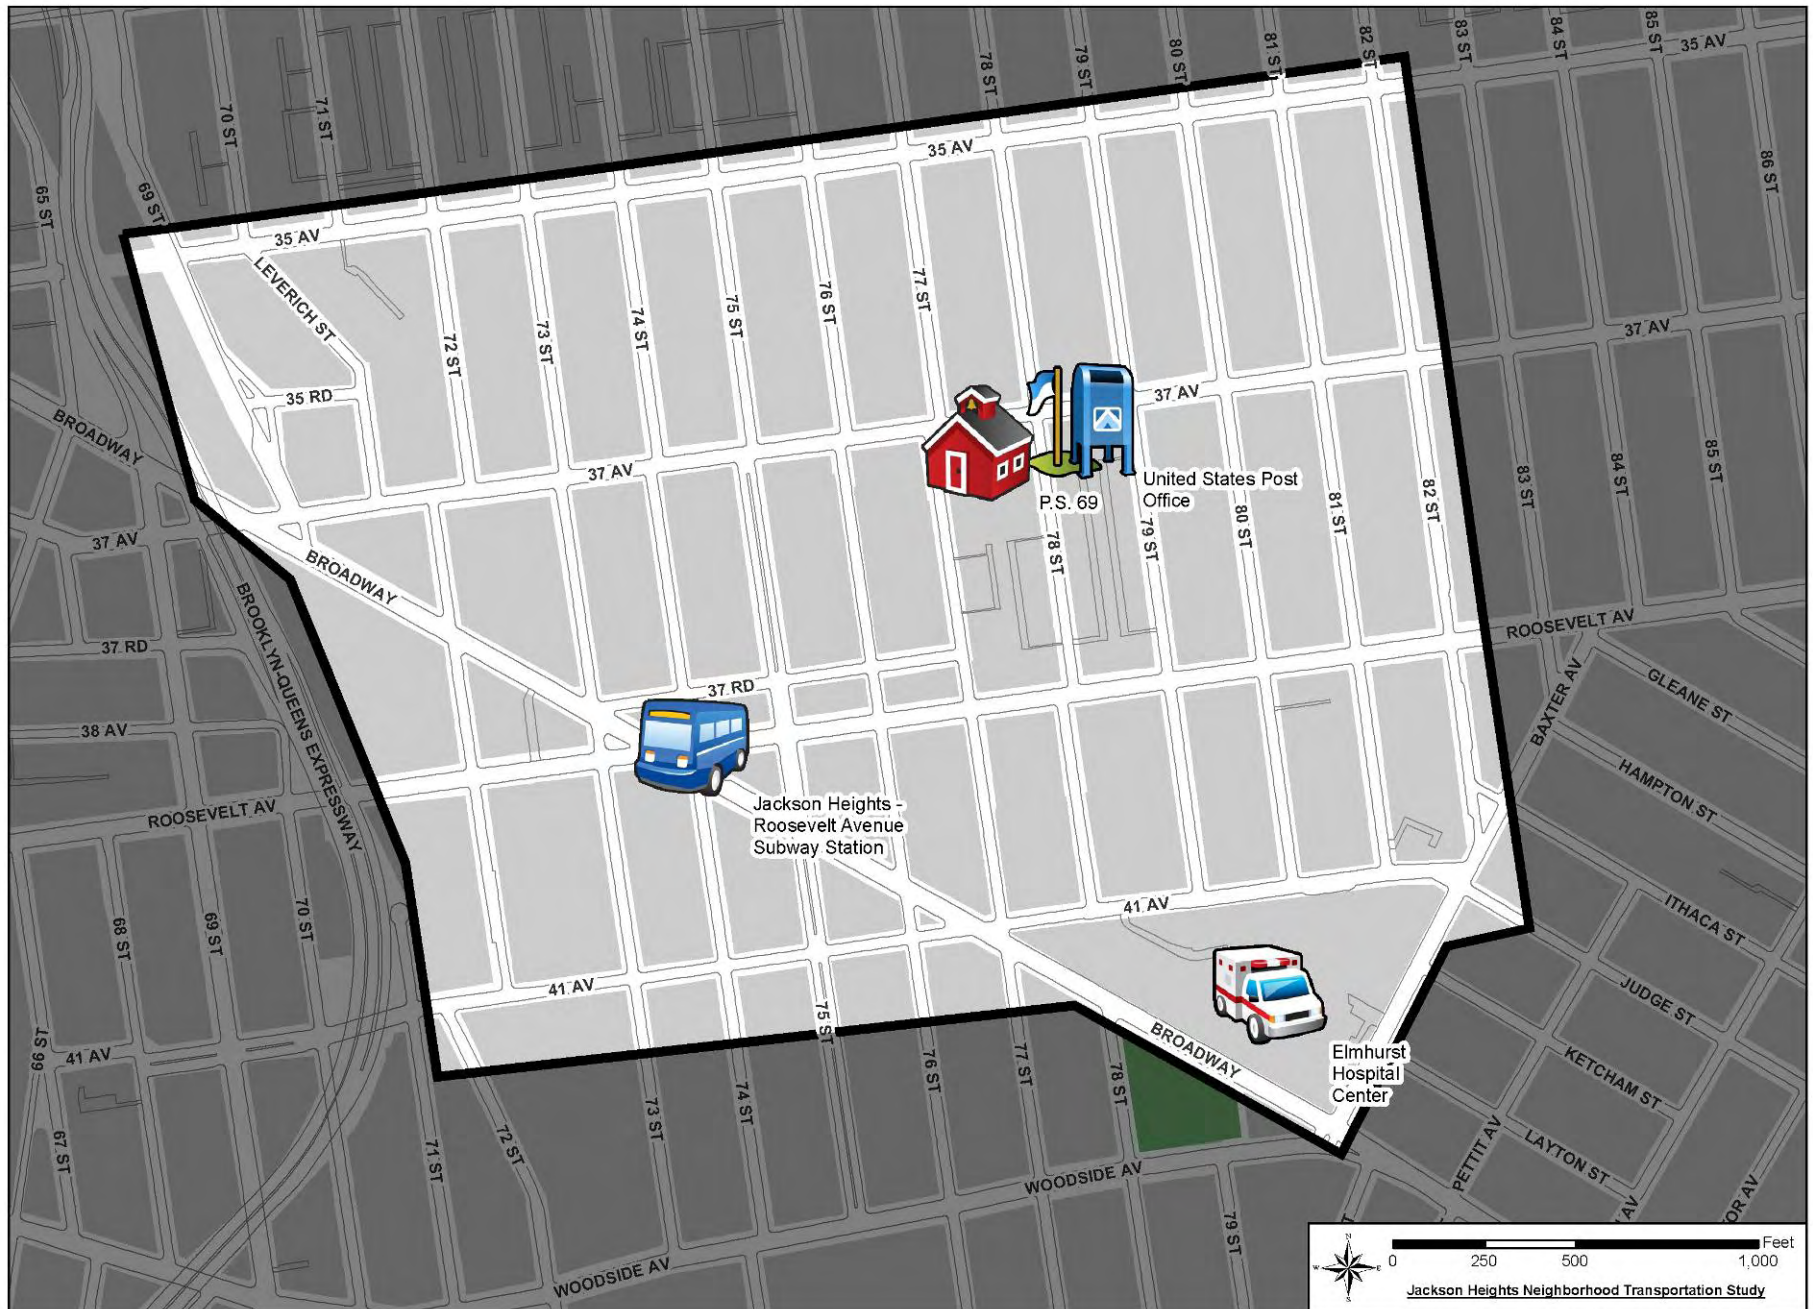 78 ST
79 ST
80 ST
81 ST
82 ST
83 ST
84 ST
85 ST
35 AV
70 ST
71 ST
65 ST
69 ST
35 AV
35 AV
86 ST
LEVERICH ST
72 ST
73 ST
74 ST
75 ST
76 ST
77 ST
37 AV
35 RD
37 AV
BROADWAY
37 AV
P.S. 69
United States Post
Office
78 ST
79 ST
80 ST
81 ST
82 ST
83 ST
84 ST
85 ST
37 AV
BROADWAY
BROOKLYN-QUEENS EXPRESSWAY
37 RD
ROOSEVELT AV
BAXTER AV
GLEANE ST
37 RD
38 AV
HAMPTON ST
ROOSEVELT AV
Jackson Heights -
Roosevelt Avenue
Subway Station
68 ST
69 ST
70 ST
41 AV
ITHACA ST
41 AV
75 ST
JUDGE ST
66 ST
41 AV
BROADWAY
Elmhurst
Hospital
Center
KETCHAM ST
67 ST
71 ST
72 ST
73 ST
74 ST
76 ST
77 ST
78 ST
PETTIT AV
LAYTON ST
WOODSIDE AV
79 ST
WOODSIDE AV
N
W
E
S
Feet
0
250
500
1,000
Jackson Heights Neighborhood Transportation Study